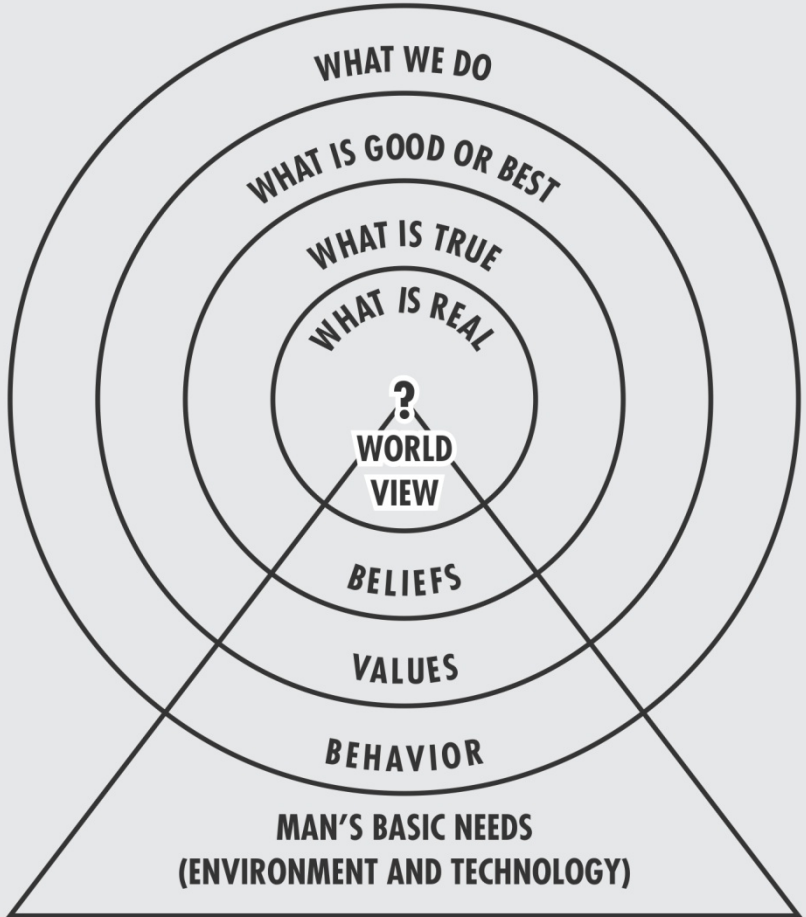 WHAT WE DO
WHAT IS GOOD OR BEST
WHAT IS TRUE
WHAT IS REAL
?
WORLD
VIEW
BELIEFS
VALUES
BEHAVIOR
MAN'S BASIC NEEDS
(ENVIRONMENT AND TECHNOLOGY)